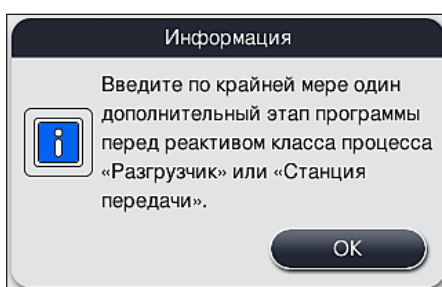 Информация
Введите по крайней мере один
дополнительный этап программы
перед реактивом класса процесса
«Разгрузчик» или «Станция
передачи».
OK